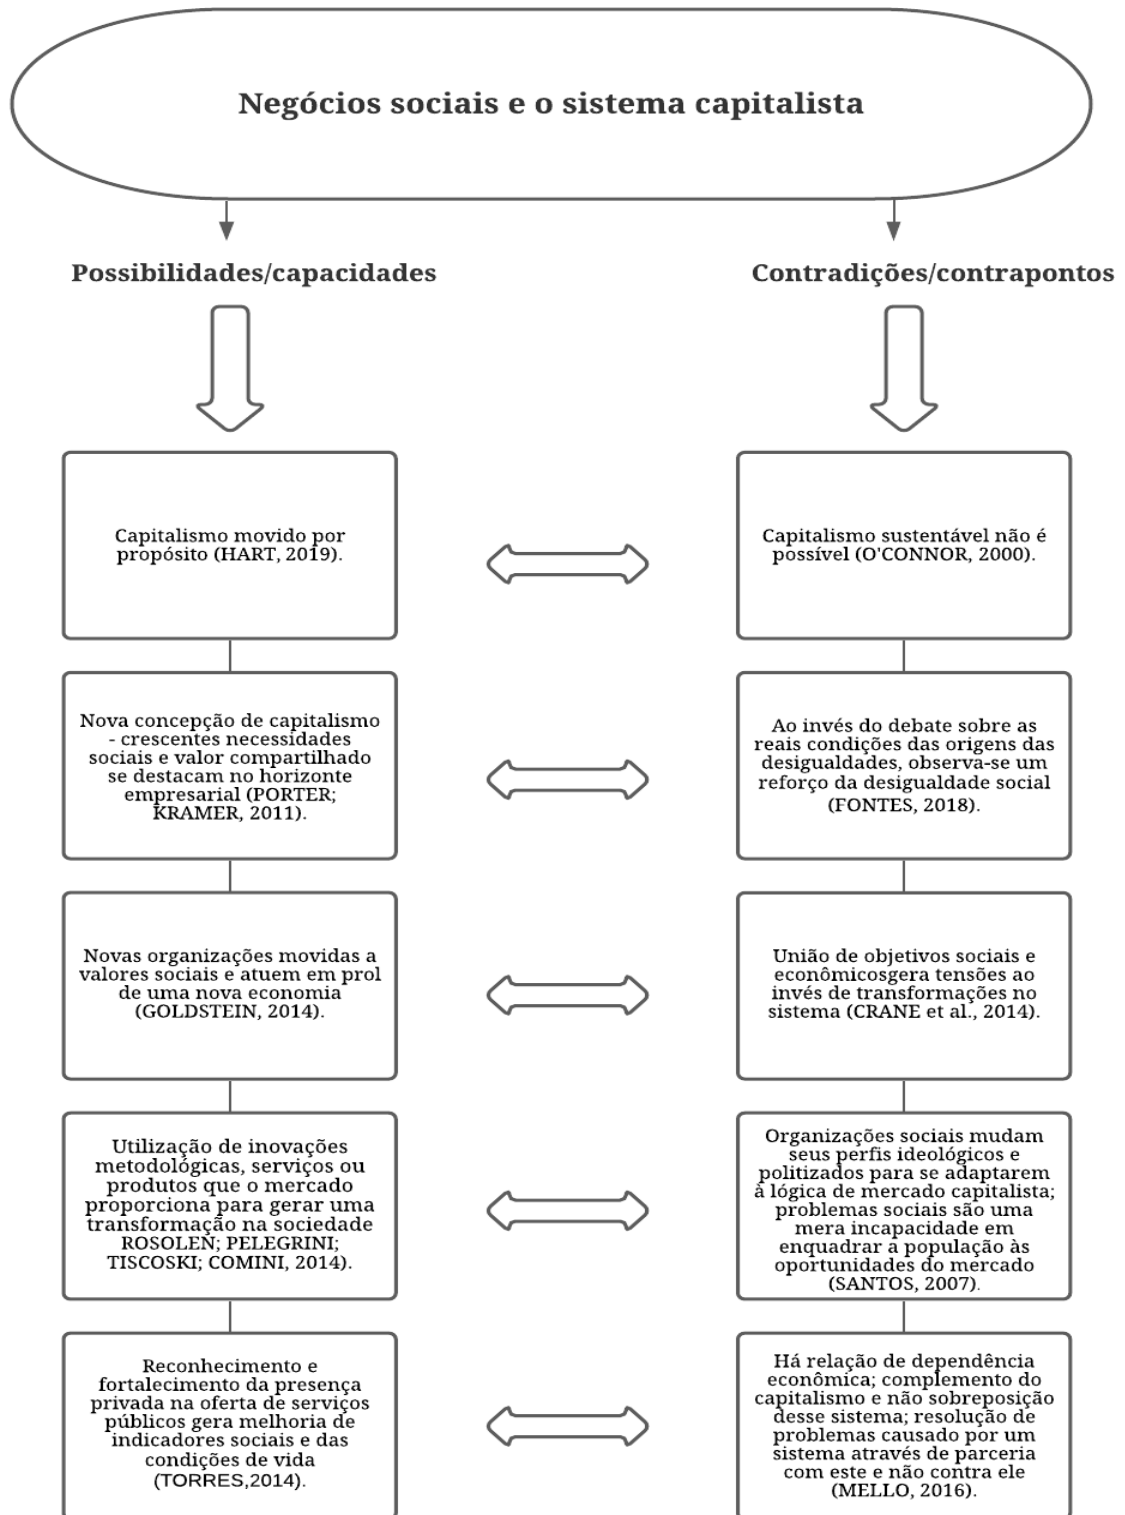 Negócios sociais e o sistema capitalista
Possibilidades/capacidades
Contradições/contrapontos
Capitalismo movido por
propósito (HART, 2019).
Capitalismo sustentável não é
possível (O'CONNOR, 2000).
Nova concepção de capitalismo
- crescentes necessidades
sociais e valor compartilhado
se destacam no horizonte
empresarial (PORTER;
KRAMER, 2011).
Ao invés do debate sobre as
reais condições das origens das
desigualdades, observa-se um
reforço da desigualdade social
(FONTES, 2018).
Novas organizações movidas a
valores sociais e atuem em prol
de uma nova economia
(GOLDSTEIN, 2014).
União de objetivos sociais e
econômicosgera tensões ao
invés de transformações no
sistema (CRANE et al., 2014).
Utilização de inovações
metodológicas, serviços ou
produtos que o mercado
proporciona para gerar uma
transformação na sociedade
ROSOLEN; PELEGRINI;
TISCOSKI; COMINI, 2014).
Organizações sociais mudam
seus perfis ideológicos e
politizados para se adaptarem
à lógica de mercado capitalista;
problemas sociais são uma
mera incapacidade em
enquadrar a população às
oportunidades do mercado
(SANTOS, 2007).
Reconhecimento e
fortalecimento da presença
privada na oferta de serviços
públicos gera melhoria de
indicadores sociais e das
condições de vida
(TORRES,2014).
Há relação de dependência
econômica; complemento do
capitalismo e não sobreposição
desse sistema; resolução de
problemas causado por um
sistema através de parceria
com este e não contra ele
(MELLO, 2016).